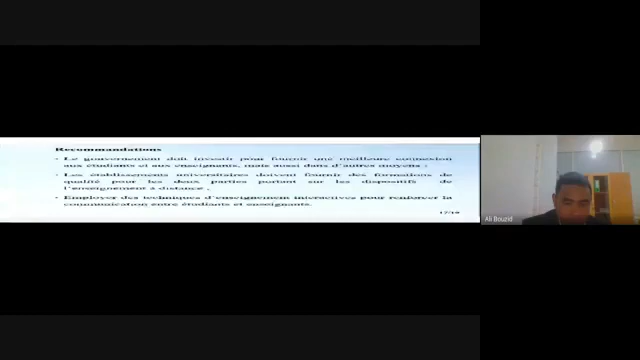 Recommandations
- Le gouvernement doit investir pour fournir une meilleure connexion
aux étudiants et aux enseignants, mais aussi dans d'autres moyens ;
- Les établissements universitaires doivent fournir des formations de
qualité pour les deux parties portant sur les dispositifs de
l'enseignement à distance ;
- Employer des techniques d'enseignement interactives pour renforcer la
communication entre étudiants et enseignants.
Ali Bouzid